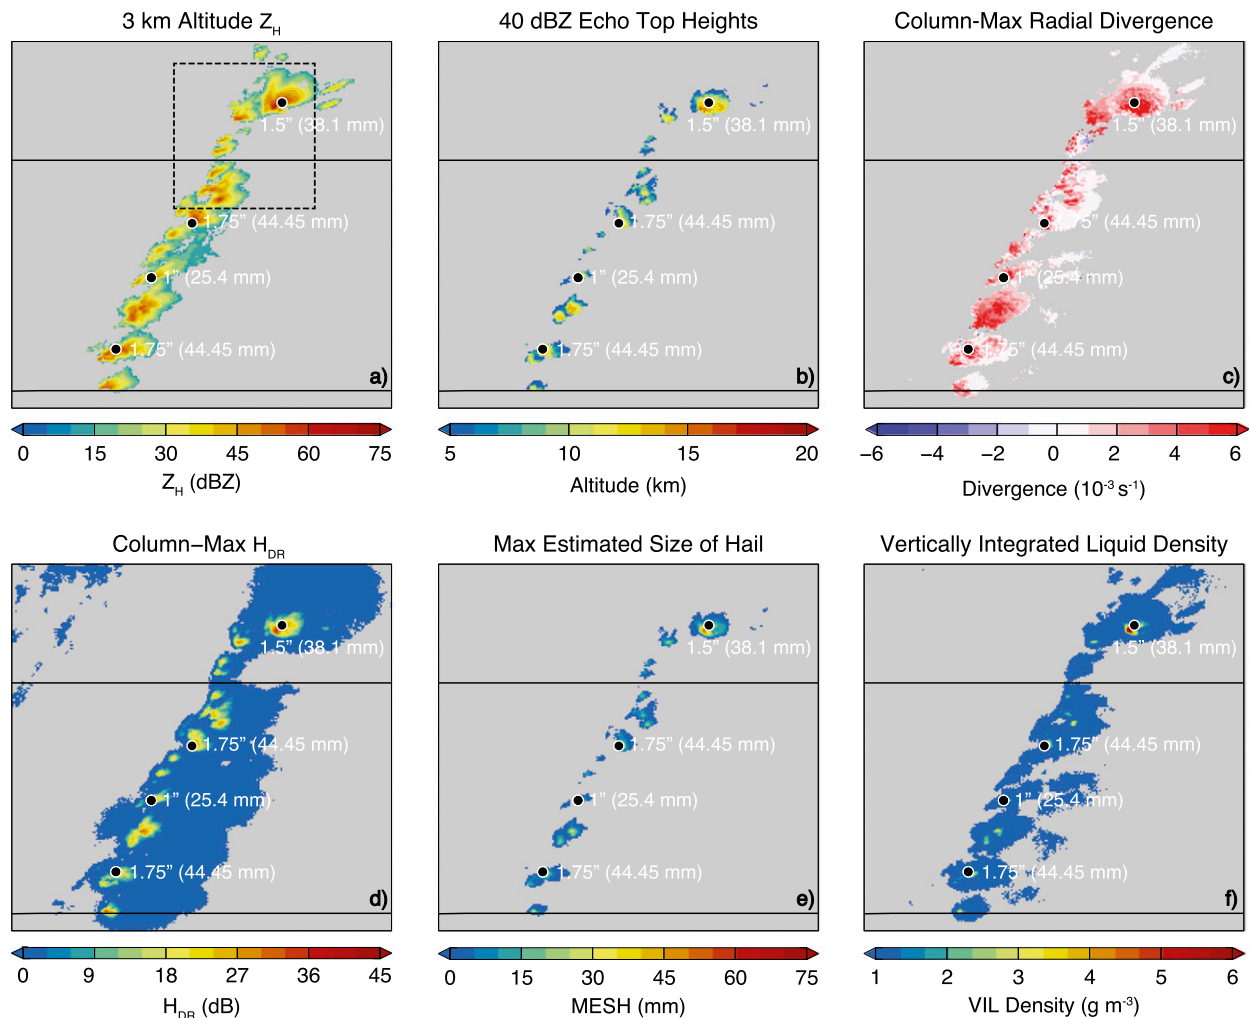 3 km Altitude Z_H
40 dBZ Echo Top Heights
Column-Max Radial Divergence
1.5” (38.1 mm)
1.75” (44.45 mm)
1” (25.4 mm)
1.75” (44.45 mm)
a)
1.5” (38.1 mm)
1.75” (44.45 mm)
1” (25.4 mm)
1.75” (44.45 mm)
b)
1.5” (38.1 mm)
5” (44.45 mm)
1” (25.4 mm)
1.75” (44.45 mm)
c)
0 15 30 45 60 75
Z_H (dBZ)
5 10 15 20
Altitude (km)
−6 −4 −2 0 2 4 6
Divergence (10⁻³ s⁻¹)
Column−Max H_DR
Max Estimated Size of Hail
Vertically Integrated Liquid Density
1.5” (38.1 mm)
1.75” (44.45 mm)
1” (25.4 mm)
1.75” (44.45 mm)
d)
1.5” (38.1 mm)
1.75” (44.45 mm)
1” (25.4 mm)
1.75” (44.45 mm)
e)
1.5” (38.1 mm)
1.75” (44.45 mm)
1” (25.4 mm)
1.75” (44.45 mm)
f)
0 9 18 27 36 45
H_DR (dB)
0 15 30 45 60 75
MESH (mm)
1 2 3 4 5 6
VIL Density (g m⁻³)